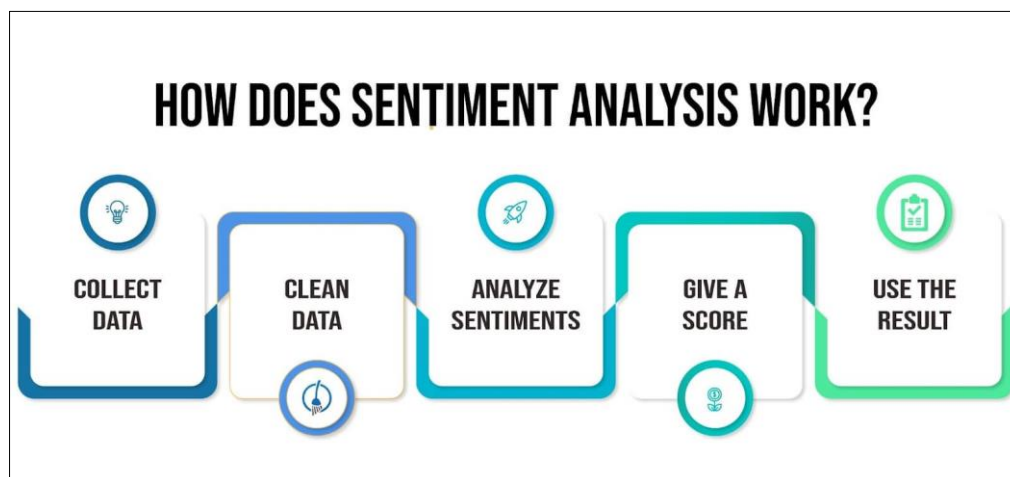 HOW DOES SENTIMENT ANALYSIS WORK?
COLLECT
DATA
CLEAN
DATA
ANALYZE
SENTIMENTS
GIVE A
SCORE
USE THE
RESULT